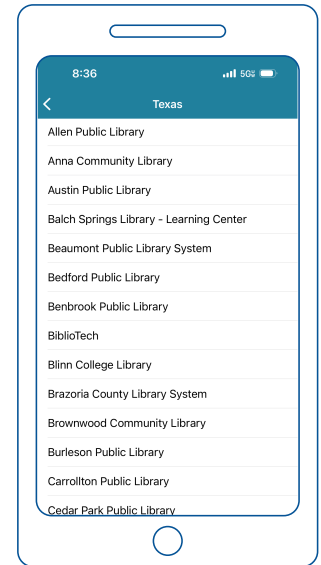 8:36
5G
Texas
Allen Public Library
Anna Community Library
Austin Public Library
Balch Springs Library - Learning Center
Beaumont Public Library System
Bedford Public Library
Benbrook Public Library
BiblioTech
Blinn College Library
Brazoria County Library System
Brownwood Community Library
Burleson Public Library
Carrollton Public Library
Cedar Park Public Library